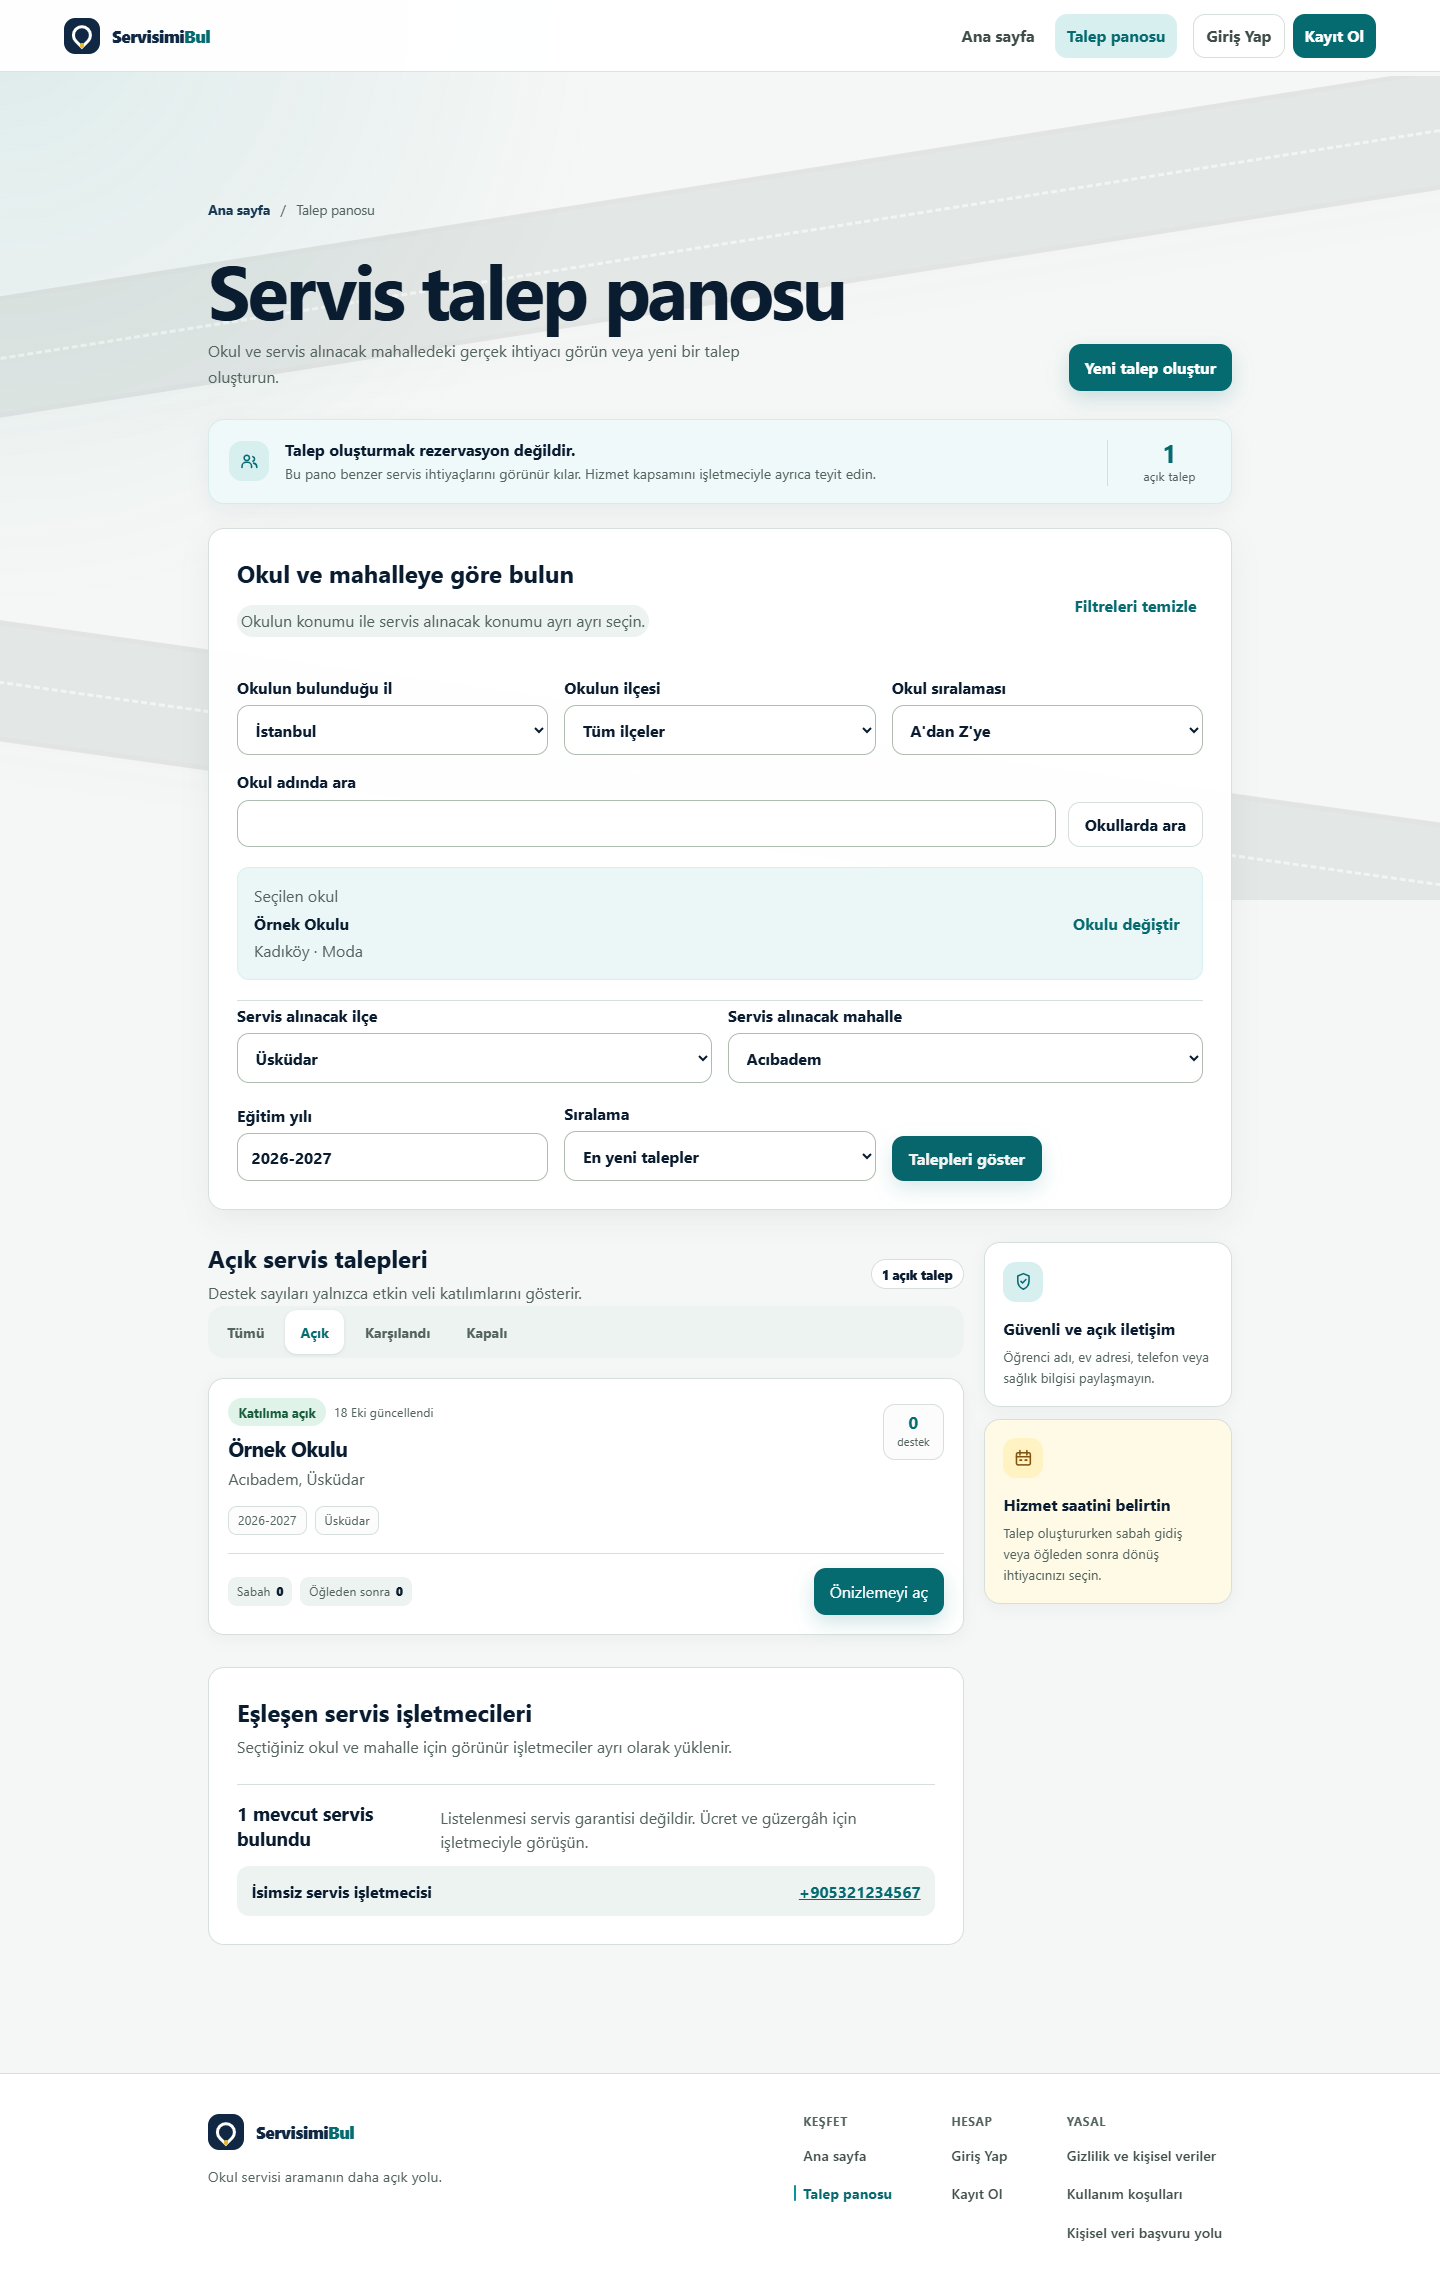 ServisimiBul
Ana sayfa
Talep panosu
Giriş Yap
Kayıt Ol
Ana sayfa / Talep panosu
Servis talep panosu
Okul ve servis alınacak mahalledeki gerçek ihtiyacı görün veya yeni bir talep
oluşturun.
Yeni talep oluştur
Talep oluşturmak rezervasyon değildir.
Bu pano benzer servis ihtiyaçlarını görünür kılar. Hizmet kapsamını işletmeciyle ayrıca teyit edin.
1
açık talep
Okul ve mahalleye göre bulun
Okulun konumu ile servis alınacak konumu ayrı ayrı seçin.
Filtreleri temizle
Okulun bulunduğu il
Okulun ilçesi
Okul sıralaması
İstanbul
Tüm ilçeler
A'dan Z'ye
Okul adında ara
Okullarda ara
Seçilen okul
Örnek Okulu
Kadıköy · Moda
Okulu değiştir
Servis alınacak ilçe
Servis alınacak mahalle
Üsküdar
Acıbadem
Eğitim yılı
Sıralama
2026-2027
En yeni talepler
Talepleri göster
Açık servis talepleri
Destek sayıları yalnızca etkin veli katılımlarını gösterir.
1 açık talep
Tümü
Açık
Karşılandı
Kapalı
Katılıma açık
18 Eki güncellendi
Örnek Okulu
Acıbadem, Üsküdar
0
destek
2026-2027
Üsküdar
Sabah 0
Öğleden sonra 0
Önizlemeyi aç
Güvenli ve açık iletişim
Öğrenci adı, ev adresi, telefon veya
sağlık bilgisi paylaşmayın.
Hizmet saatini belirtin
Talep oluştururken sabah gidiş
veya öğleden sonra dönüş
ihtiyacınızı seçin.
Eşleşen servis işletmecileri
Seçtiğiniz okul ve mahalle için görünür işletmeciler ayrı olarak yüklenir.
1 mevcut servis
bulundu
Listelenmesi servis garantisi değildir. Ücret ve güzergâh için
işletmeciyle görüşün.
İsimsiz servis işletmecisi
+905321234567
ServisimiBul
Okul servisi aramanın daha açık yolu.
KEŞFET
Ana sayfa
Talep panosu
HESAP
Giriş Yap
Kayıt Ol
YASAL
Gizlilik ve kişisel veriler
Kullanım koşulları
Kişisel veri başvuru yolu